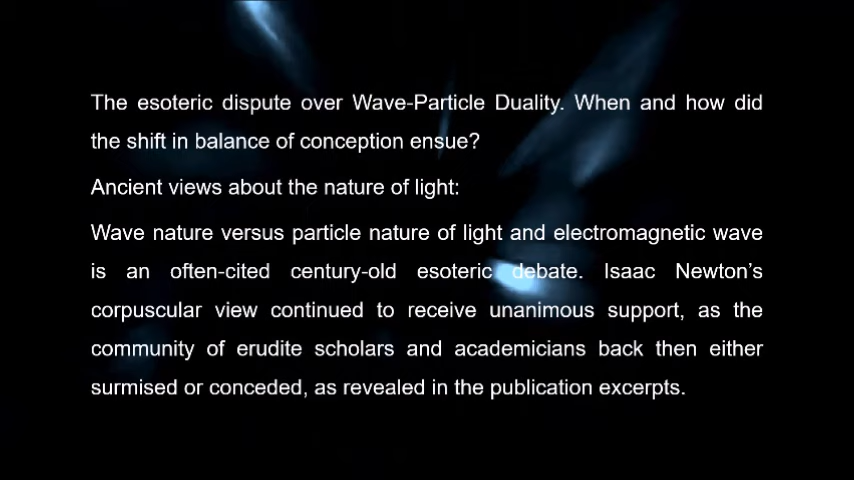 The esoteric dispute over Wave-Particle Duality. When and how did
the shift in balance of conception ensue?
Ancient views about the nature of light:
Wave nature versus particle nature of light and electromagnetic wave
is an often-cited century-old esoteric debate. Isaac Newton's
corpuscular view continued to receive unanimous support, as the
community of erudite scholars and academicians back then either
surmised or conceded, as revealed in the publication excerpts.